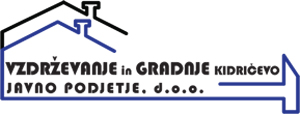 VZDRŽEVANJE in GRADNJE KIDRIČEVO
JAVNO PODJETJE, d.o.o.